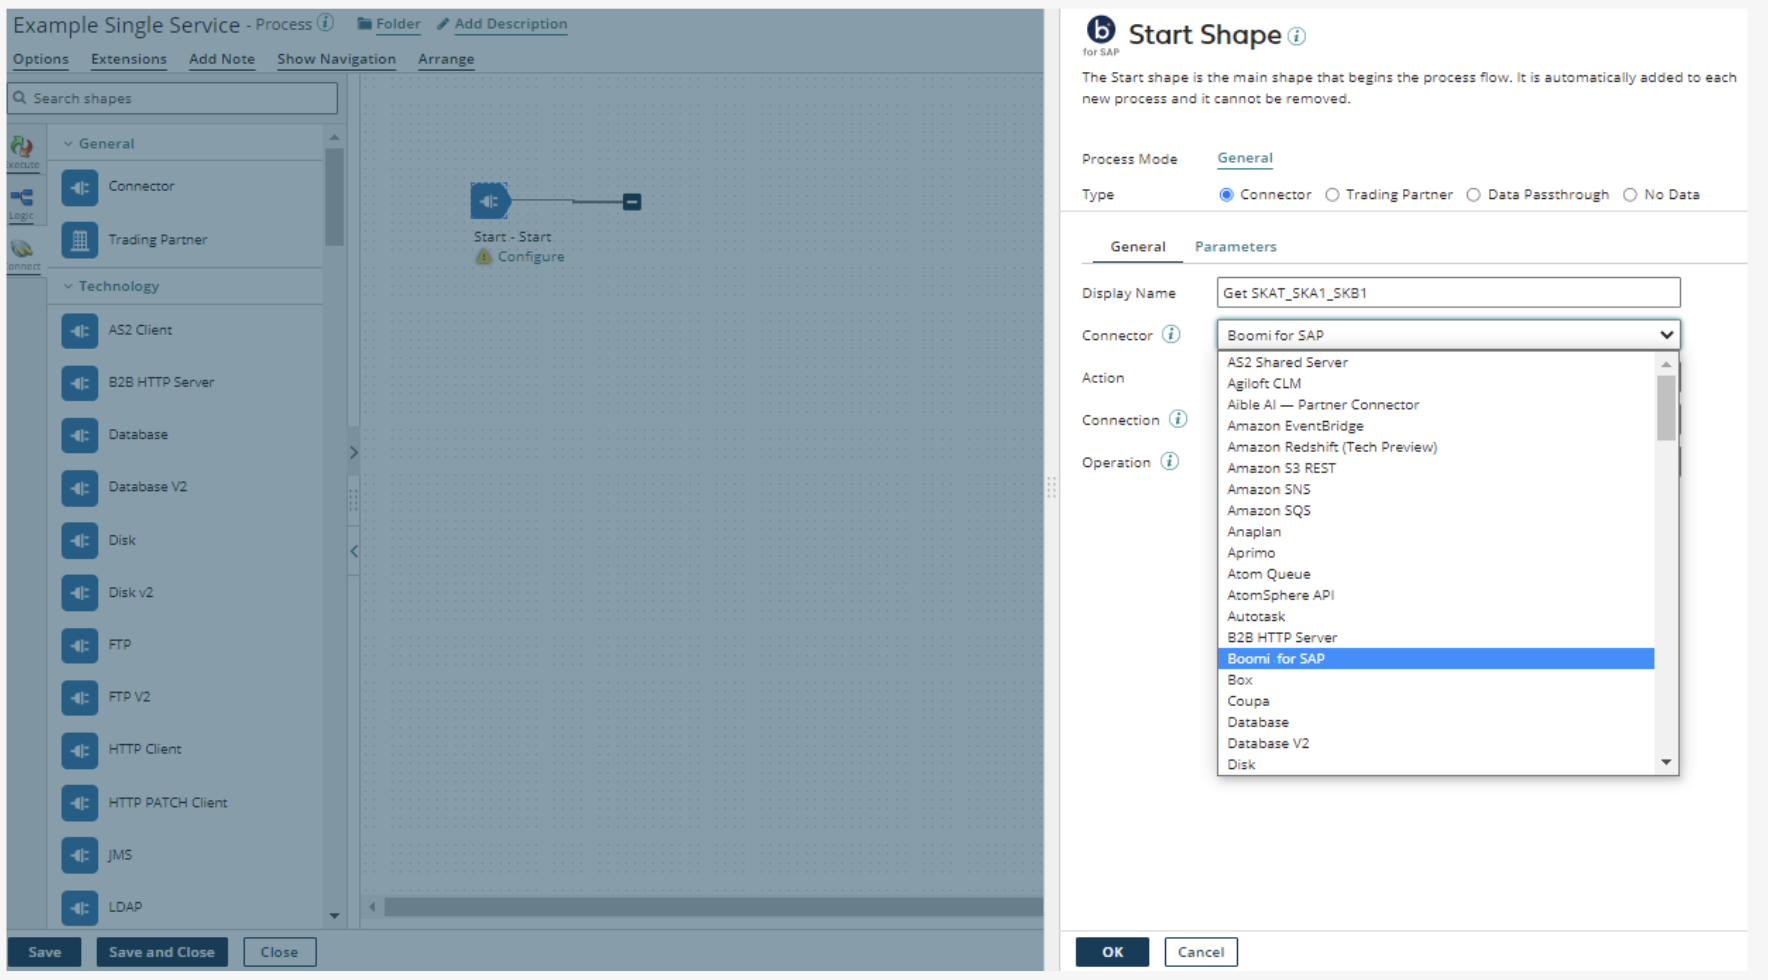 Example Single Service - Process i Folder Add Description
Options Extensions Add Note Show Navigation Arrange
Search shapes
Execute
Logic
General
Connector
Trading Partner
Technology
AS2 Client
B2B HTTP Server
Database
Database V2
Disk
Disk v2
FTP
FTP V2
HTTP Client
HTTP PATCH Client
JMS
LDAP
Start - Start
Configure
Save Save and Close Close
b
for SAP
Start Shape i
The Start shape is the main shape that begins the process flow. It is automatically added to each
new process and it cannot be removed.
Process Mode General
Type Connector Trading Partner Data Passthrough No Data
General Parameters
Display Name Get SKAT_SKA1_SKB1
Connector i Boomi for SAP
Action
Connection i
Operation i
AS2 Shared Server
Agiloft CLM
Aible AI — Partner Connector
Amazon EventBridge
Amazon Redshift (Tech Preview)
Amazon S3 REST
Amazon SNS
Amazon SQS
Anaplan
Aprimo
Atom Queue
AtomSphere API
Autotask
B2B HTTP Server
Boomi for SAP
Box
Coupa
Database
Database V2
Disk
OK Cancel